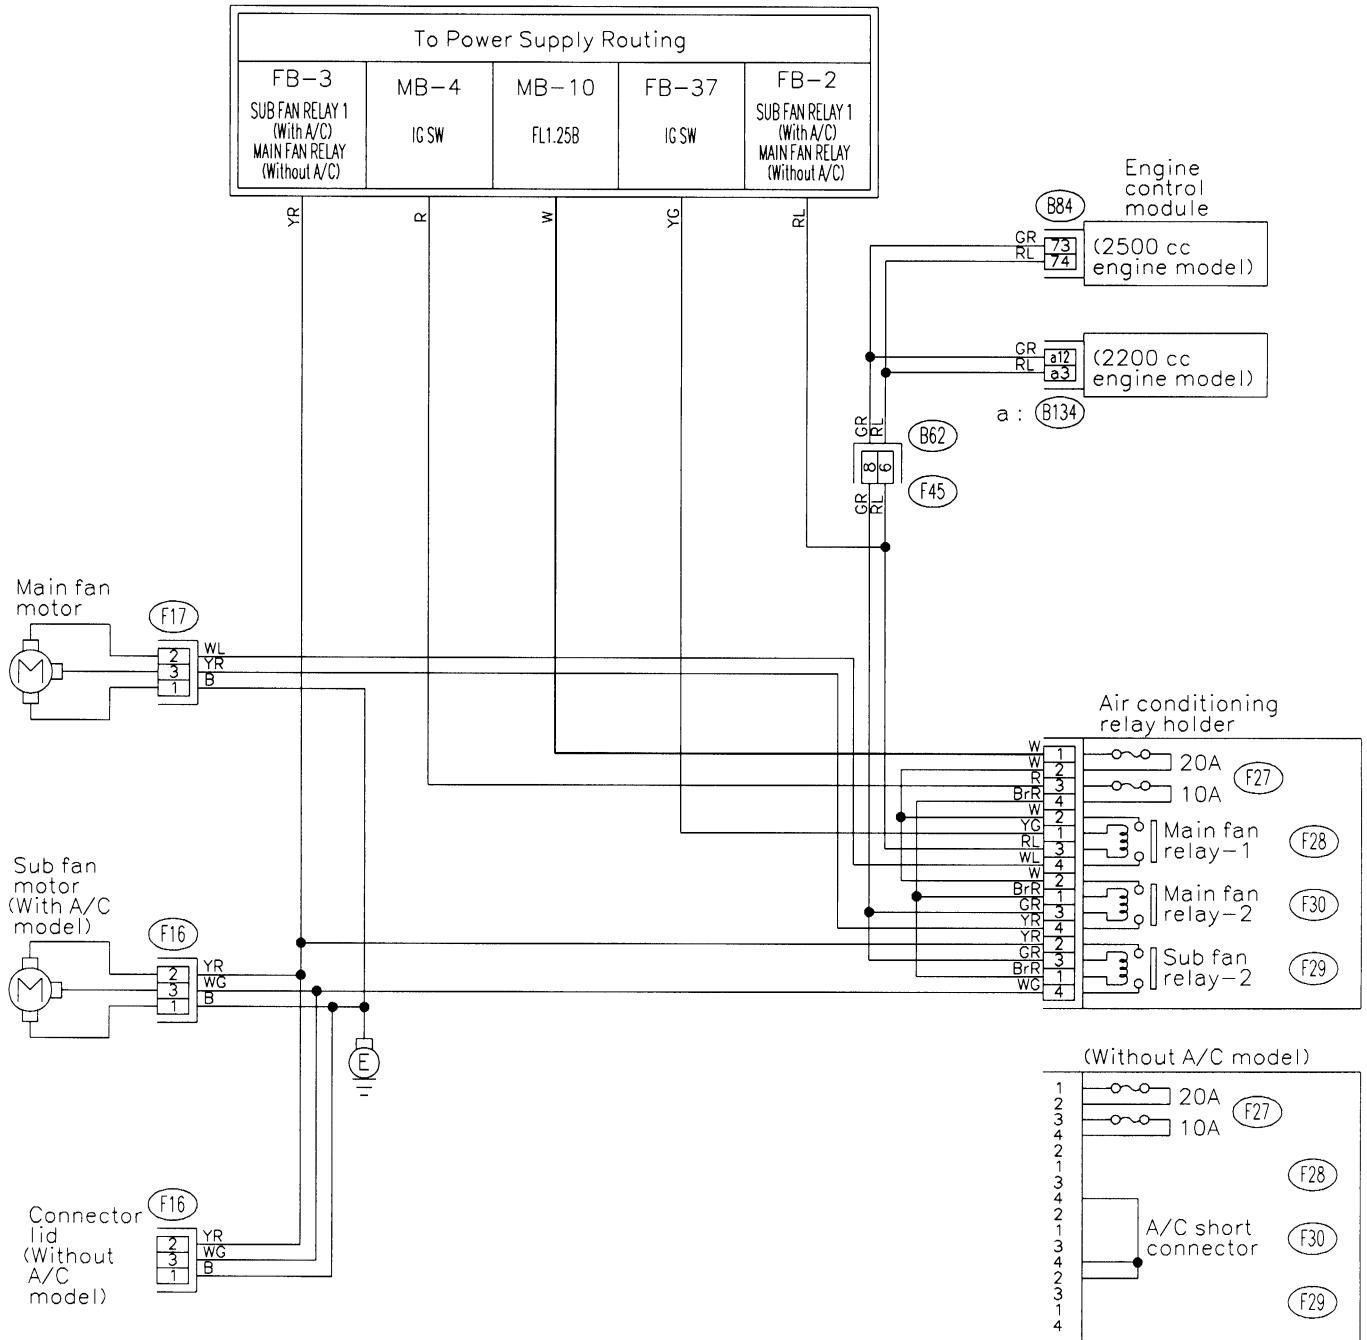 To Power Supply Routing
FB-3
SUB FAN RELAY 1
(With A/C)
MAIN FAN RELAY
(Without A/C)
MB-4
IG SW
MB-10
FL1.25B
FB-37
IG SW
FB-2
SUB FAN RELAY 1
(With A/C)
MAIN FAN RELAY
(Without A/C)
YR
R
W
YG
RL
Engine
control
module
B84
GR
73
RL
74
(2500 cc
engine model)
GR
a12
RL
a3
(2200 cc
engine model)
a : B134
GR
RL
B62
8
6
F45
GR
RL
Main fan
motor
F17
2
WL
3
YR
1
B
Air conditioning
relay holder
W
1
W
2
20A
F27
R
3
BrR
4
10A
W
2
YG
1
Main fan
relay-1
F28
RL
3
WL
4
W
2
BrR
1
Main fan
relay-2
F30
GR
3
YR
4
YR
2
GR
3
Sub fan
relay-2
F29
BrR
1
WG
4
Sub fan
motor
(With A/C
model)
F16
2
YR
3
WG
1
B
E
M
M
Connector
lid
(Without
A/C
model)
F16
2
YR
3
WG
1
B
(Without A/C model)
1
2
20A
F27
3
4
10A
2
1
F28
3
4
2
1
A/C short
connector
F30
3
4
2
3
F29
1
4